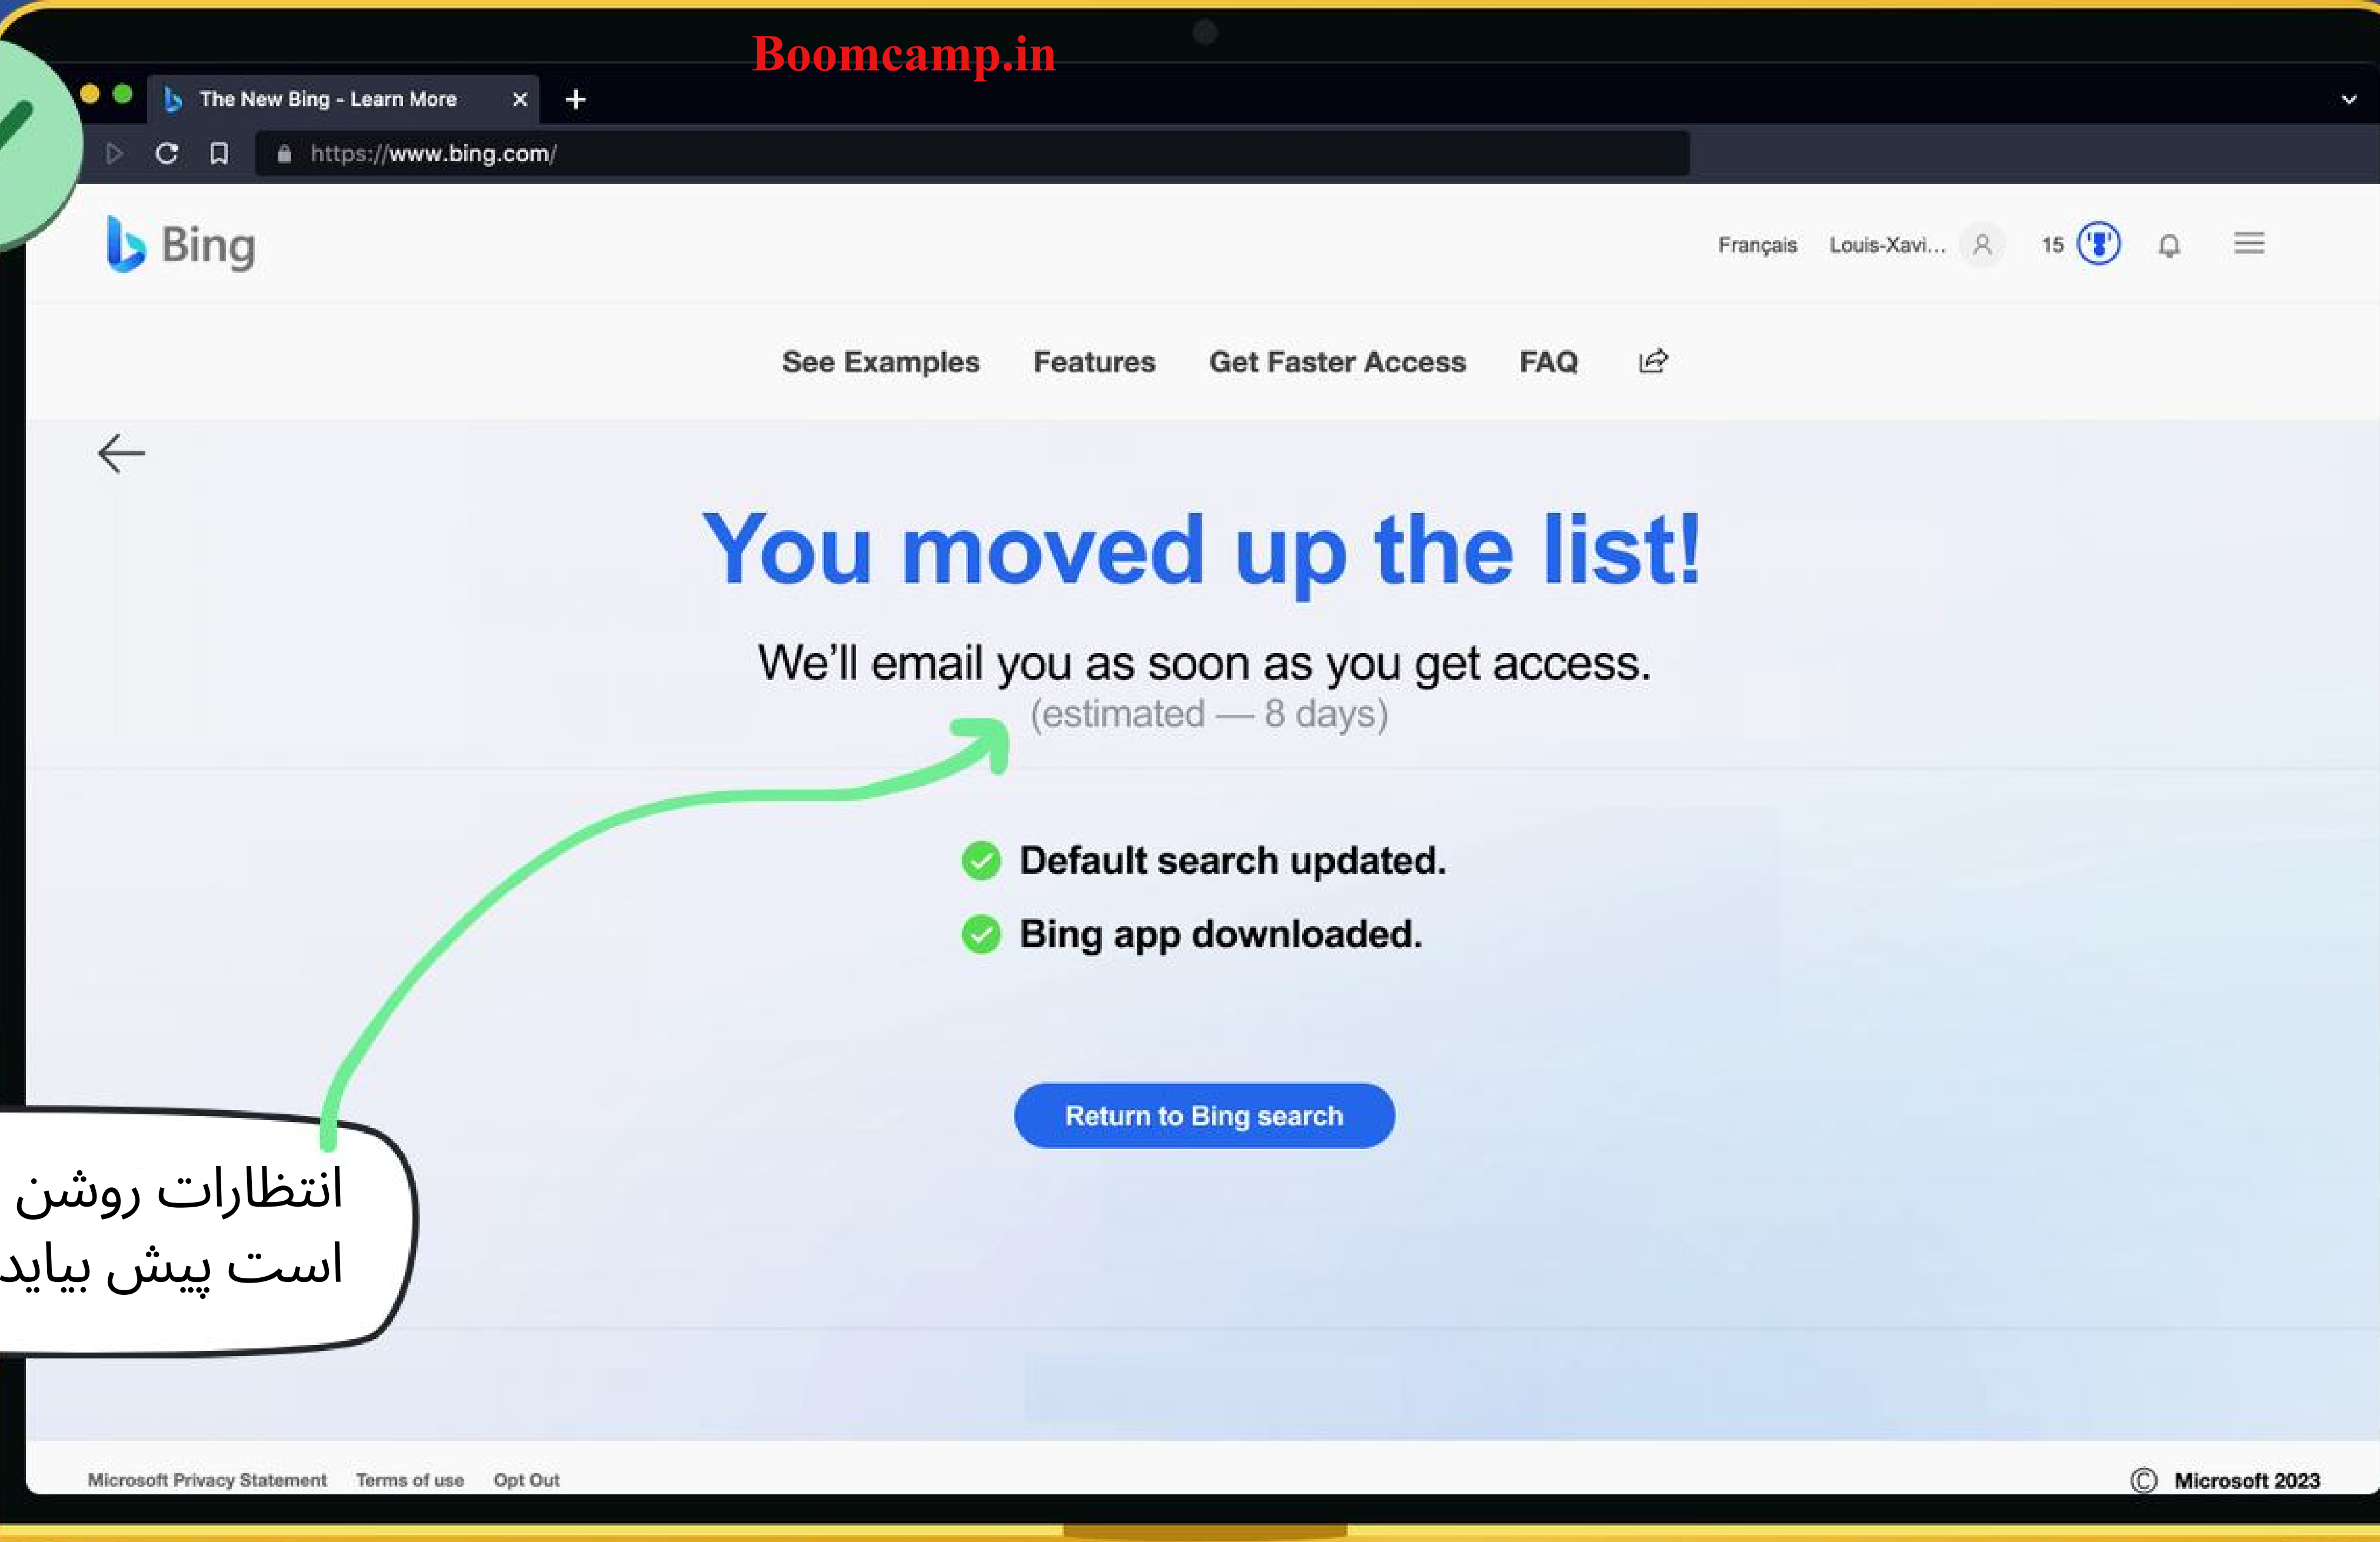 Boomcamp.in
The New Bing - Learn More
https://www.bing.com/
Bing
Français Louis-Xavi... 15
See Examples Features Get Faster Access FAQ
You moved up the list!
We'll email you as soon as you get access.
(estimated — 8 days)
Default search updated.
Bing app downloaded.
Return to Bing search
انتظارات روشن
است پیش بیاید
Microsoft Privacy Statement Terms of use Opt Out
© Microsoft 2023